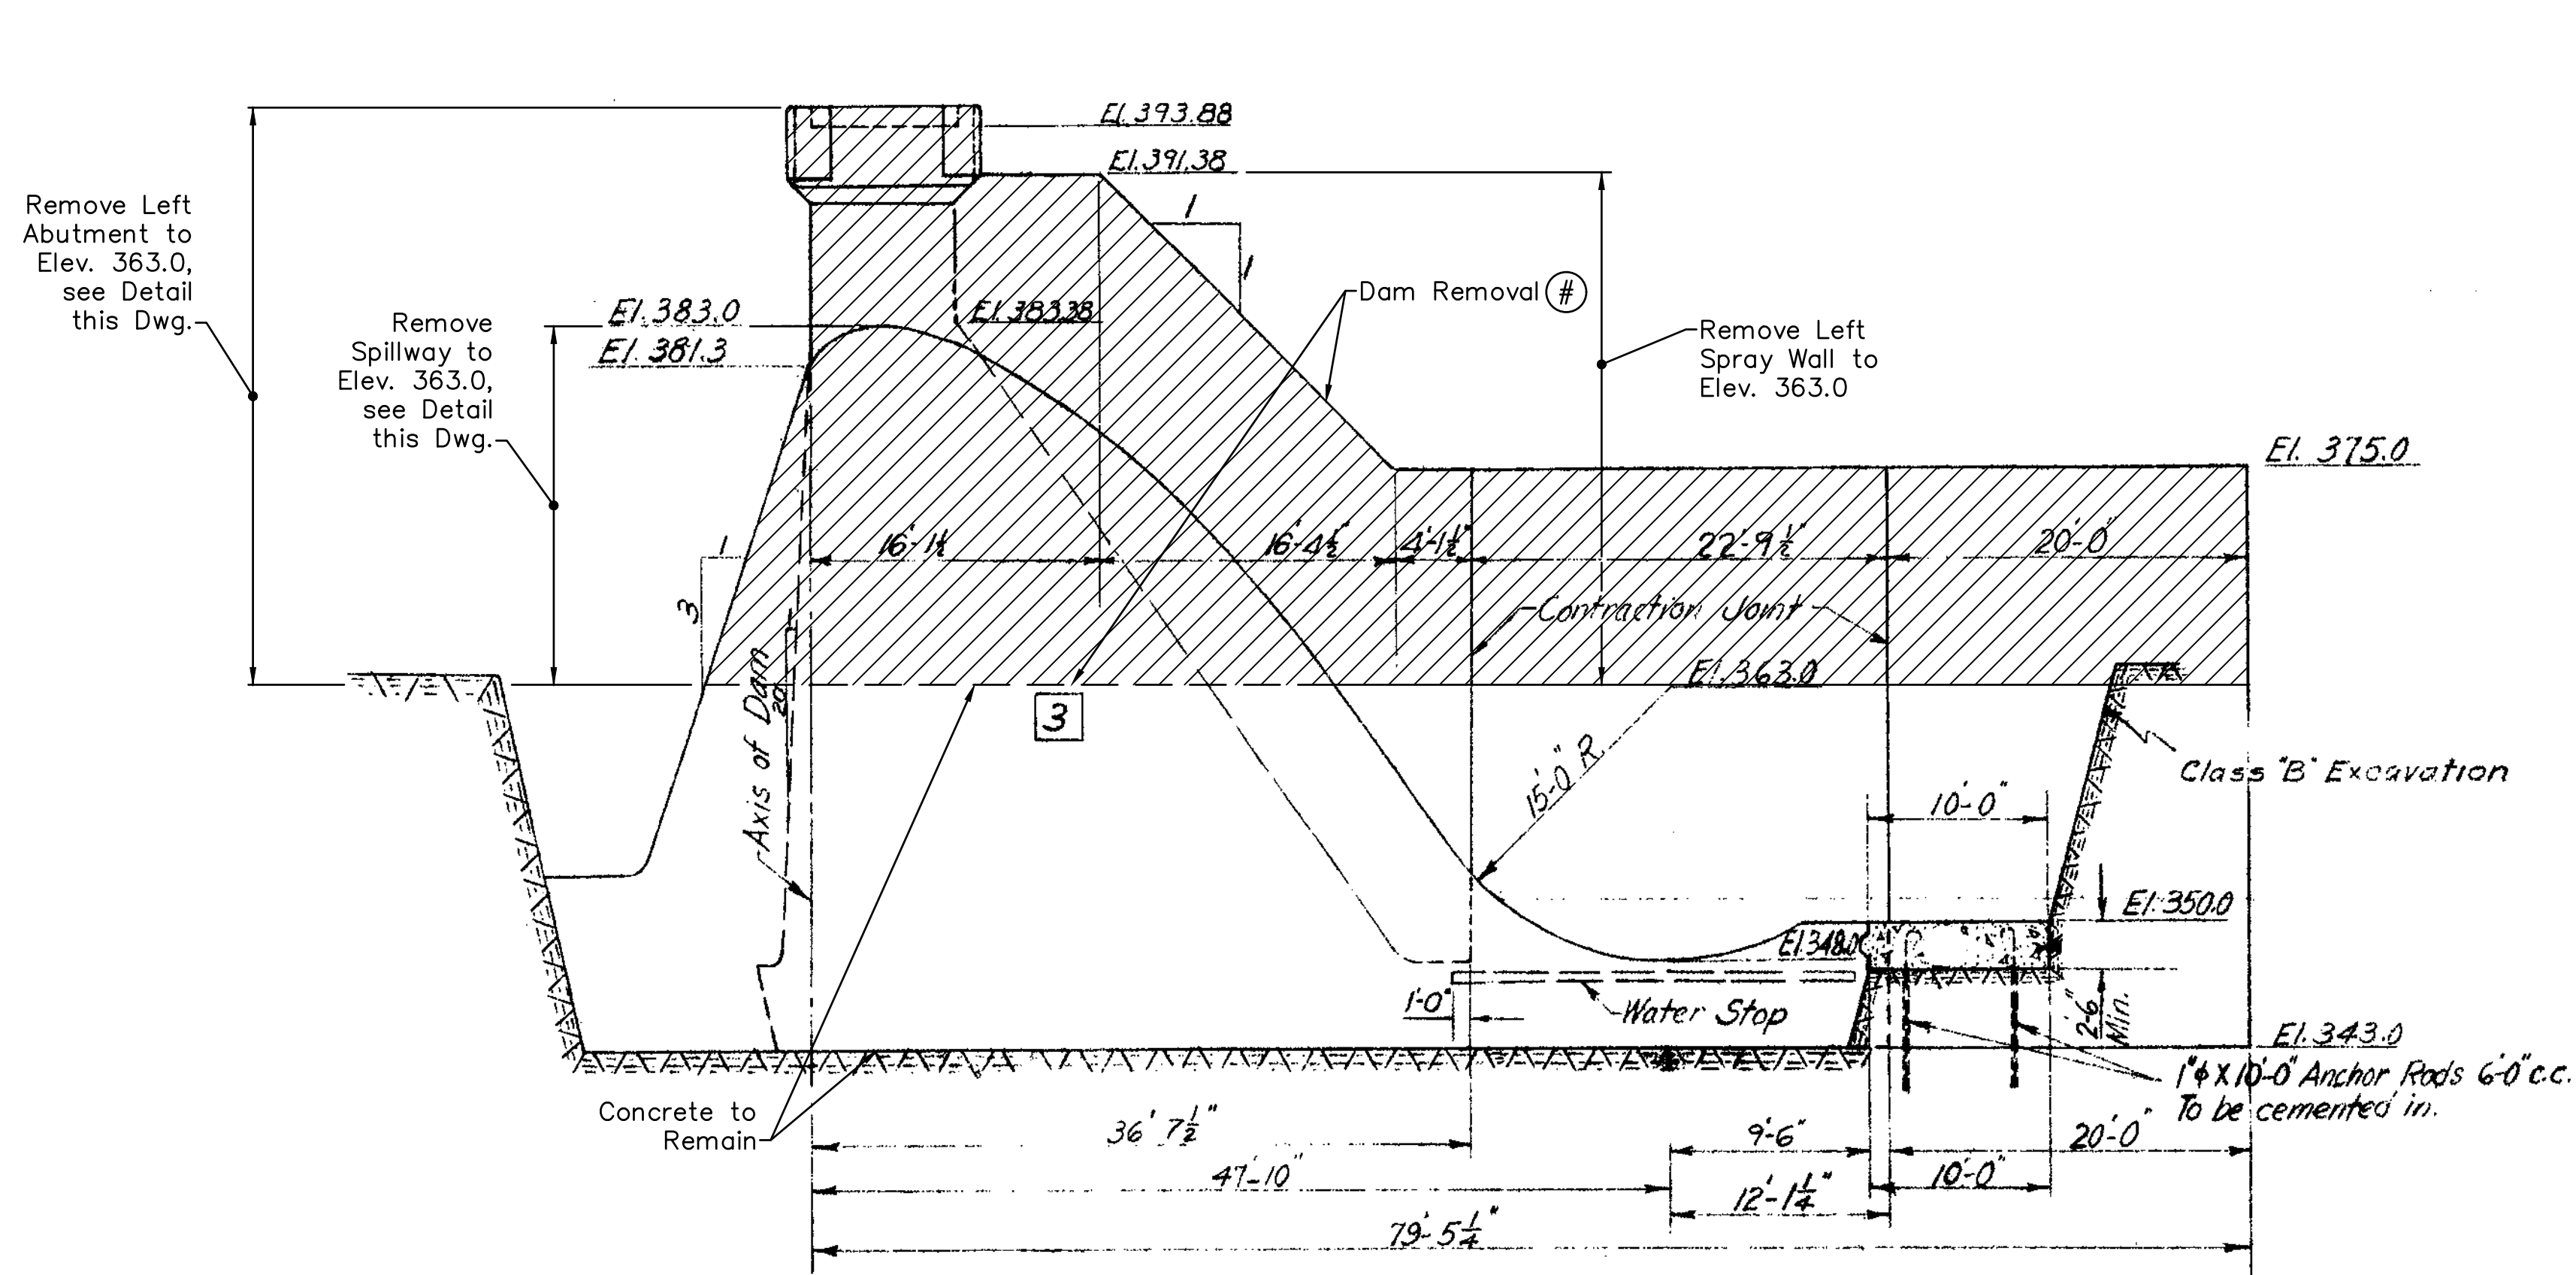 El. 393.88
El. 391.38
Remove Left
Abutment to
Elev. 363.0,
see Detail
this Dwg.
1
1
Dam Removal #
El. 383.0
El. 383.38
Remove
Spillway to
Elev. 363.0,
see Detail
this Dwg.
El. 381.3
Remove Left
Spray Wall to
Elev. 363.0
El. 375.0
16'-1½
16'-4½"
4'-1½"
22'-9½"
20'-0"
1
3
Contraction Joint
El. 363.0
Axis of Dam
20
3
15'-0" R
Class "B" Excavation
10'-0"
El. 350.0
El. 348.0
1'-0"
Water Stop
2'-6"
Min.
El. 343.0
1"φ X 10'-0" Anchor Rods 6'-0" c.c.
To be cemented in.
Concrete to
Remain
36' 7½"
9'-6"
20'-0"
47'-10"
12'-1¼"
10'-0"
79'-5¼"